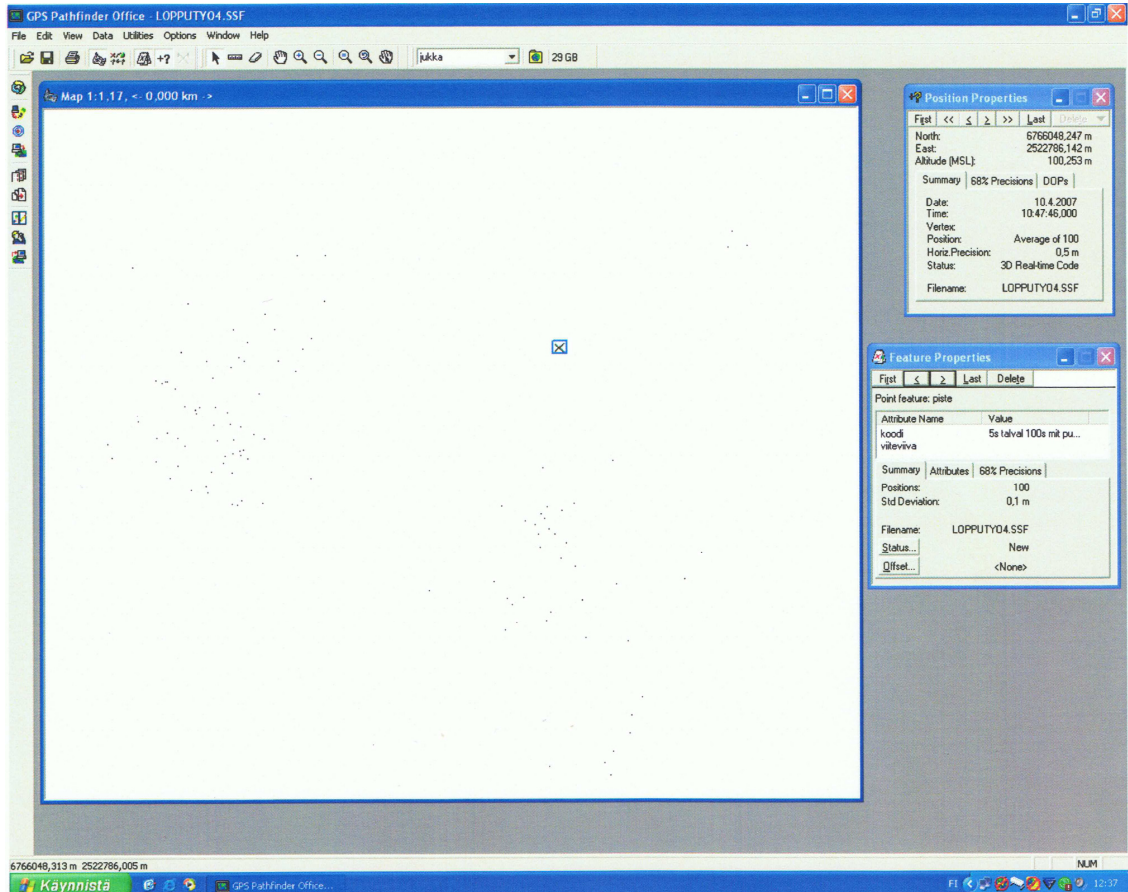 GPS Pathfinder Office - LOPPUTY04.SSF
File Edit View Data Utilities Options Window Help
jukka 29 GB
Map 1:1,17, <- 0,000 km ->
Position Properties
First << < > >> Last Delete
North: 6766048,247 m
East: 2522786,142 m
Altitude (MSL): 100,253 m
Summary 68% Precisions DOPs
Date: 10.4.2007
Time: 10:47:46,000
Vertex:
Position: Average of 100
Horiz.Precision: 0,5 m
Status: 3D Real-time Code
Filename: LOPPUTY04.SSF
Feature Properties
First < > Last Delete
Point feature: piste
Attribute Name Value
koodi 5s talval 100s mit pu...
viiteviiva
Summary Attributes 68% Precisions
Positions: 100
Std Deviation: 0,1 m
Filename: LOPPUTY04.SSF
Status... New
Offset... <None>
6766048,313 m 2522786,005 m
NUM
Käynnistä GPS Pathfinder Office... FI 12:37